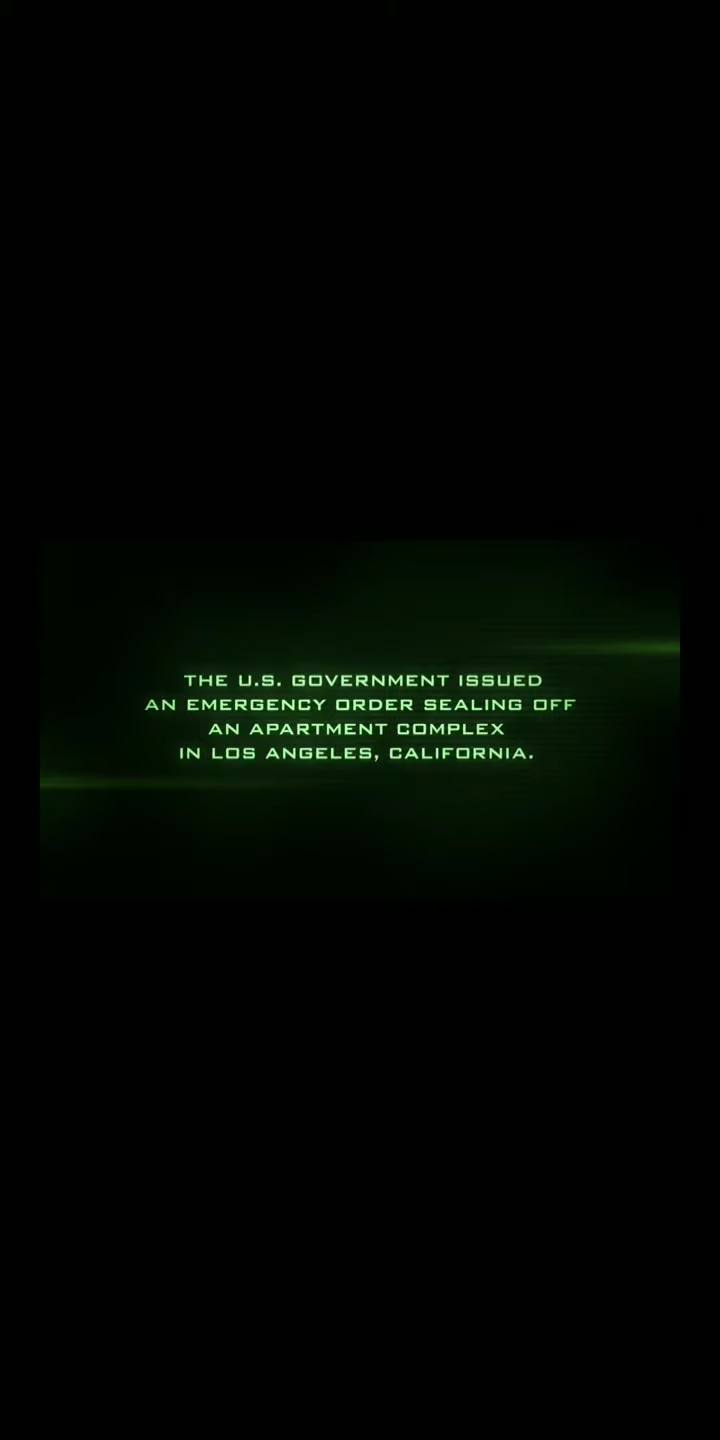 THE U.S. GOVERNMENT ISSUED
AN EMERGENCY ORDER SEALING OFF
AN APARTMENT COMPLEX
IN LOS ANGELES, CALIFORNIA.